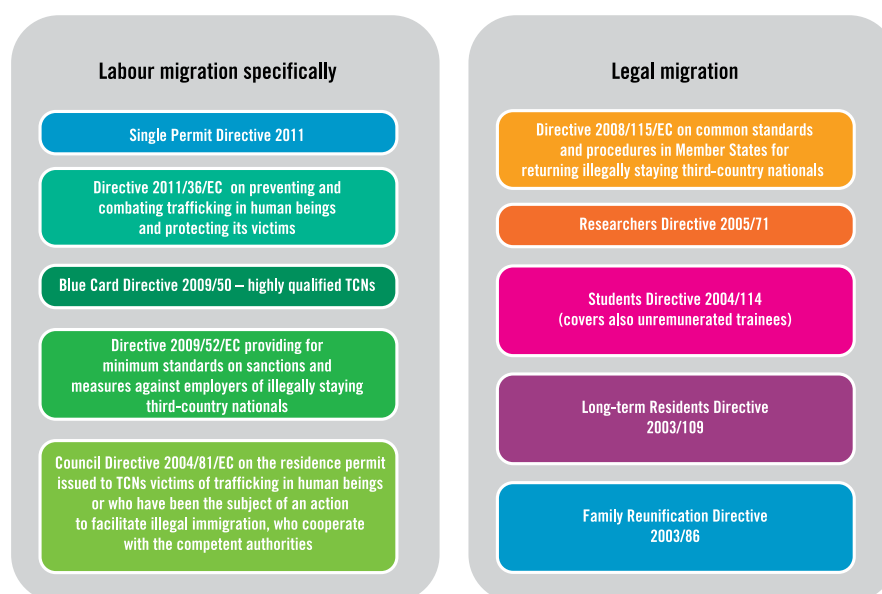 Labour migration specifically
Single Permit Directive 2011
Directive 2011/36/EC on preventing and
combating trafficking in human beings
and protecting its victims
Blue Card Directive 2009/50 – highly qualified TCNs
Directive 2009/52/EC providing for
minimum standards on sanctions and
measures against employers of illegally staying
third-country nationals
Council Directive 2004/81/EC on the residence permit
issued to TCNs victims of trafficking in human beings
or who have been the subject of an action
to facilitate illegal immigration, who cooperate
with the competent authorities
Legal migration
Directive 2008/115/EC on common standards
and procedures in Member States for
returning illegally staying third-country nationals
Researchers Directive 2005/71
Students Directive 2004/114
(covers also unremunerated trainees)
Long-term Residents Directive
2003/109
Family Reunification Directive
2003/86